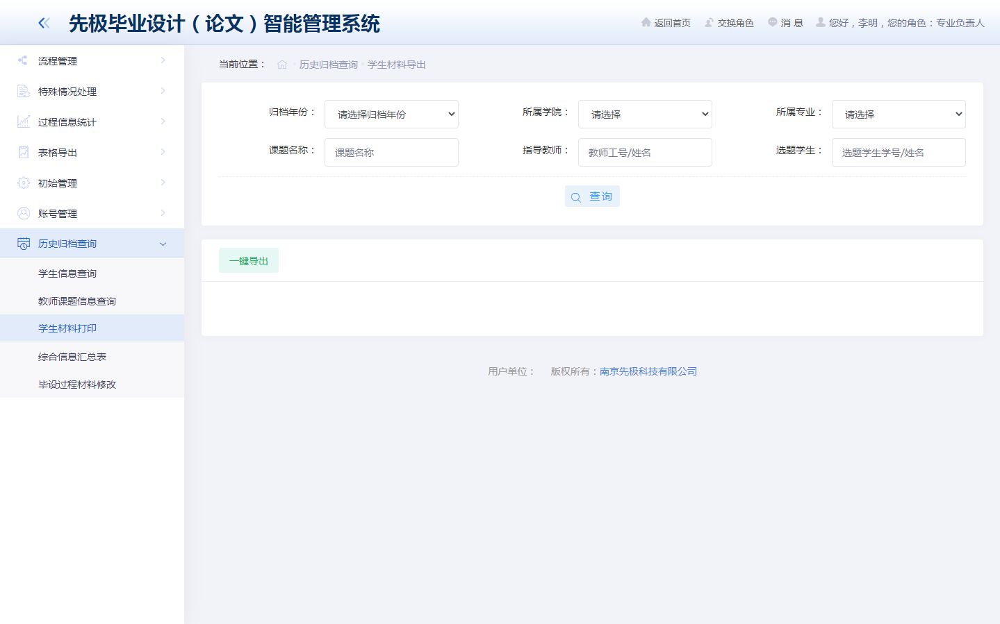 先极毕业设计（论文）智能管理系统
返回首页 交换角色 消 息 您好，李明，您的角色：专业负责人
流程管理
特殊情况处理
过程信息统计
表格导出
初始管理
账号管理
历史归档查询
学生信息查询
教师课题信息查询
学生材料打印
综合信息汇总表
毕设过程材料修改
当前位置： 历史归档查询 学生材料导出
归档年份： 请选择归档年份 所属学院： 请选择 所属专业： 请选择
课题名称： 课题名称 指导教师： 教师工号/姓名 选题学生： 选题学生学号/姓名
查询
一键导出
用户单位： 版权所有：南京先极科技有限公司